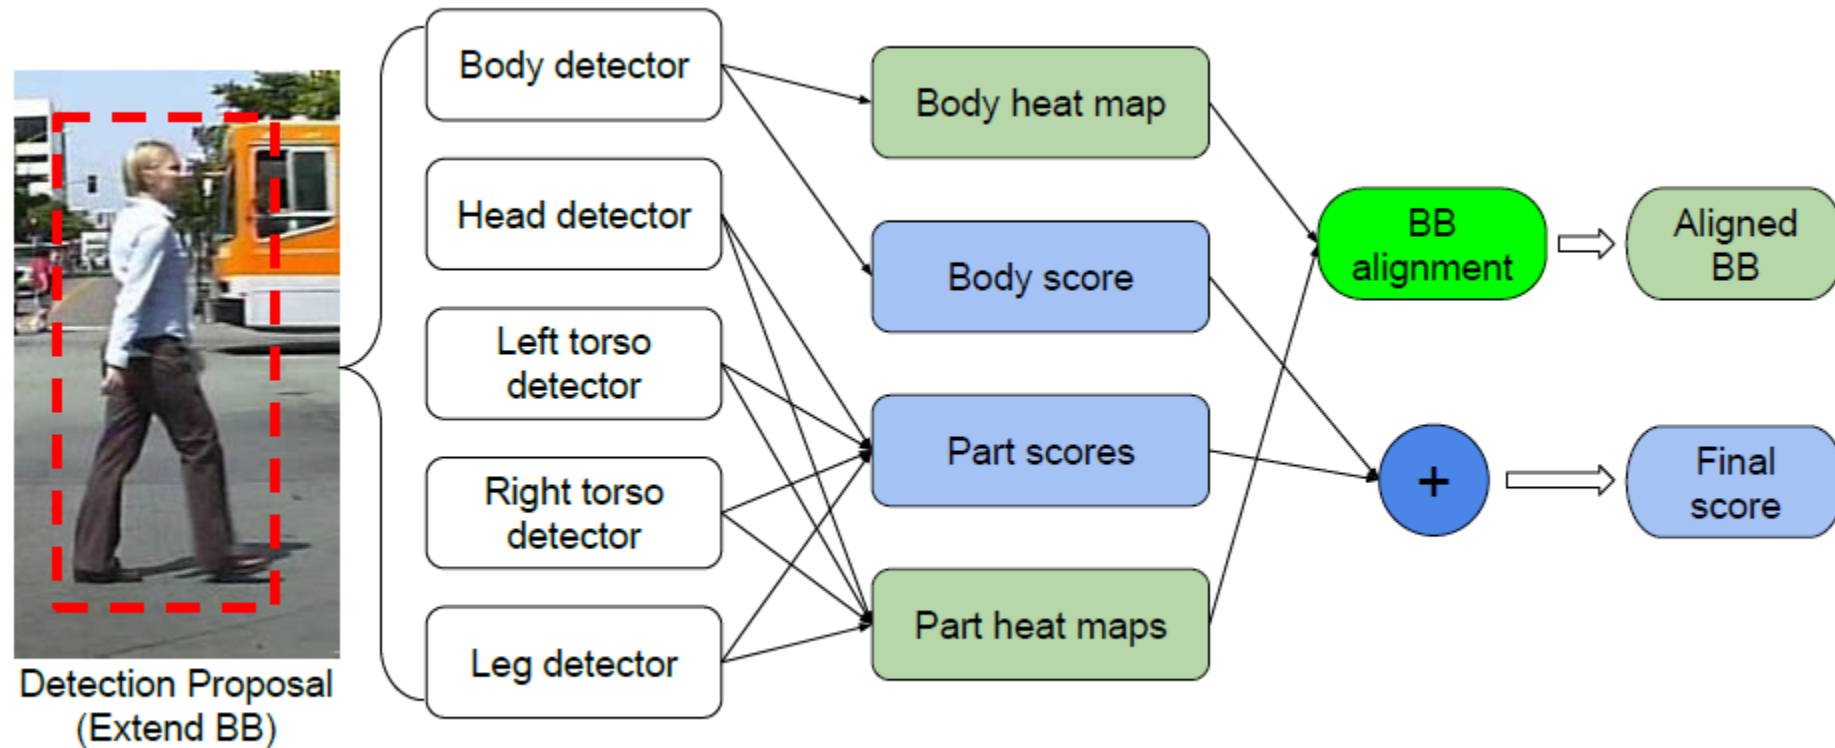 Detection Proposal
(Extend BB)
Body detector
Head detector
Left torso
detector
Right torso
detector
Leg detector
Body heat map
Body score
Part scores
Part heat maps
BB
alignment
+
Aligned
BB
Final
score